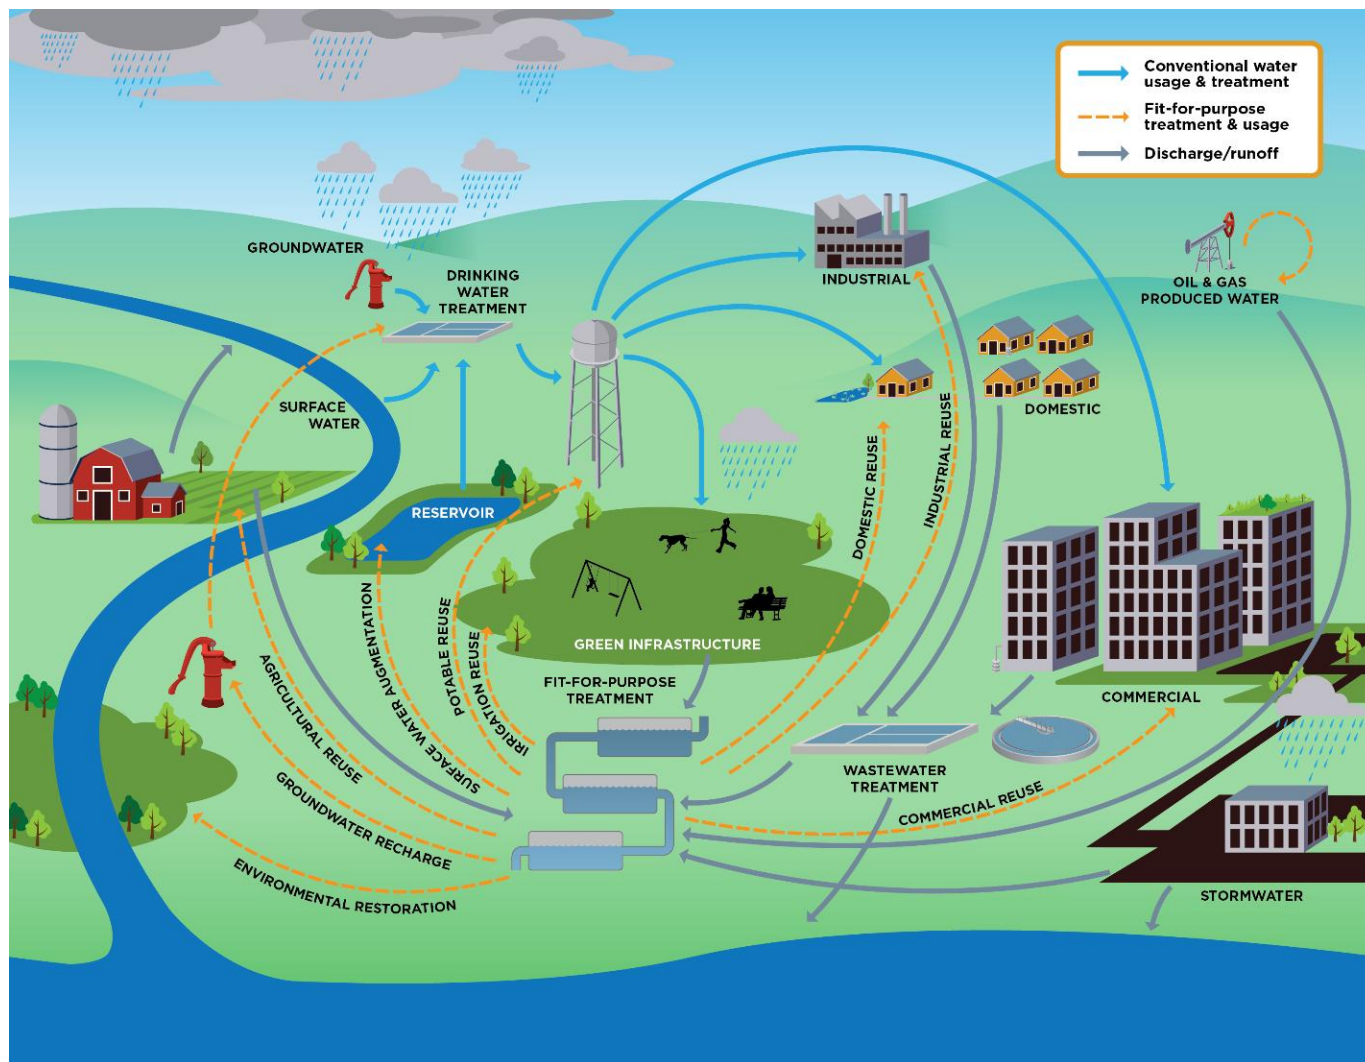 Conventional water
usage & treatment
Fit-for-purpose
treatment & usage
Discharge/runoff
GROUNDWATER
DRINKING
WATER
TREATMENT
INDUSTRIAL
OIL & GAS
PRODUCED WATER
SURFACE
WATER
DOMESTIC
RESERVOIR
DOMESTIC REUSE
INDUSTRIAL REUSE
GREEN INFRASTRUCTURE
FIT-FOR-PURPOSE
TREATMENT
POTABLE REUSE
IRRIGATION REUSE
SURFACE WATER AUGMENTATION
AGRICULTURAL REUSE
GROUNDWATER RECHARGE
ENVIRONMENTAL RESTORATION
COMMERCIAL
WASTEWATER
TREATMENT
COMMERCIAL REUSE
STORMWATER